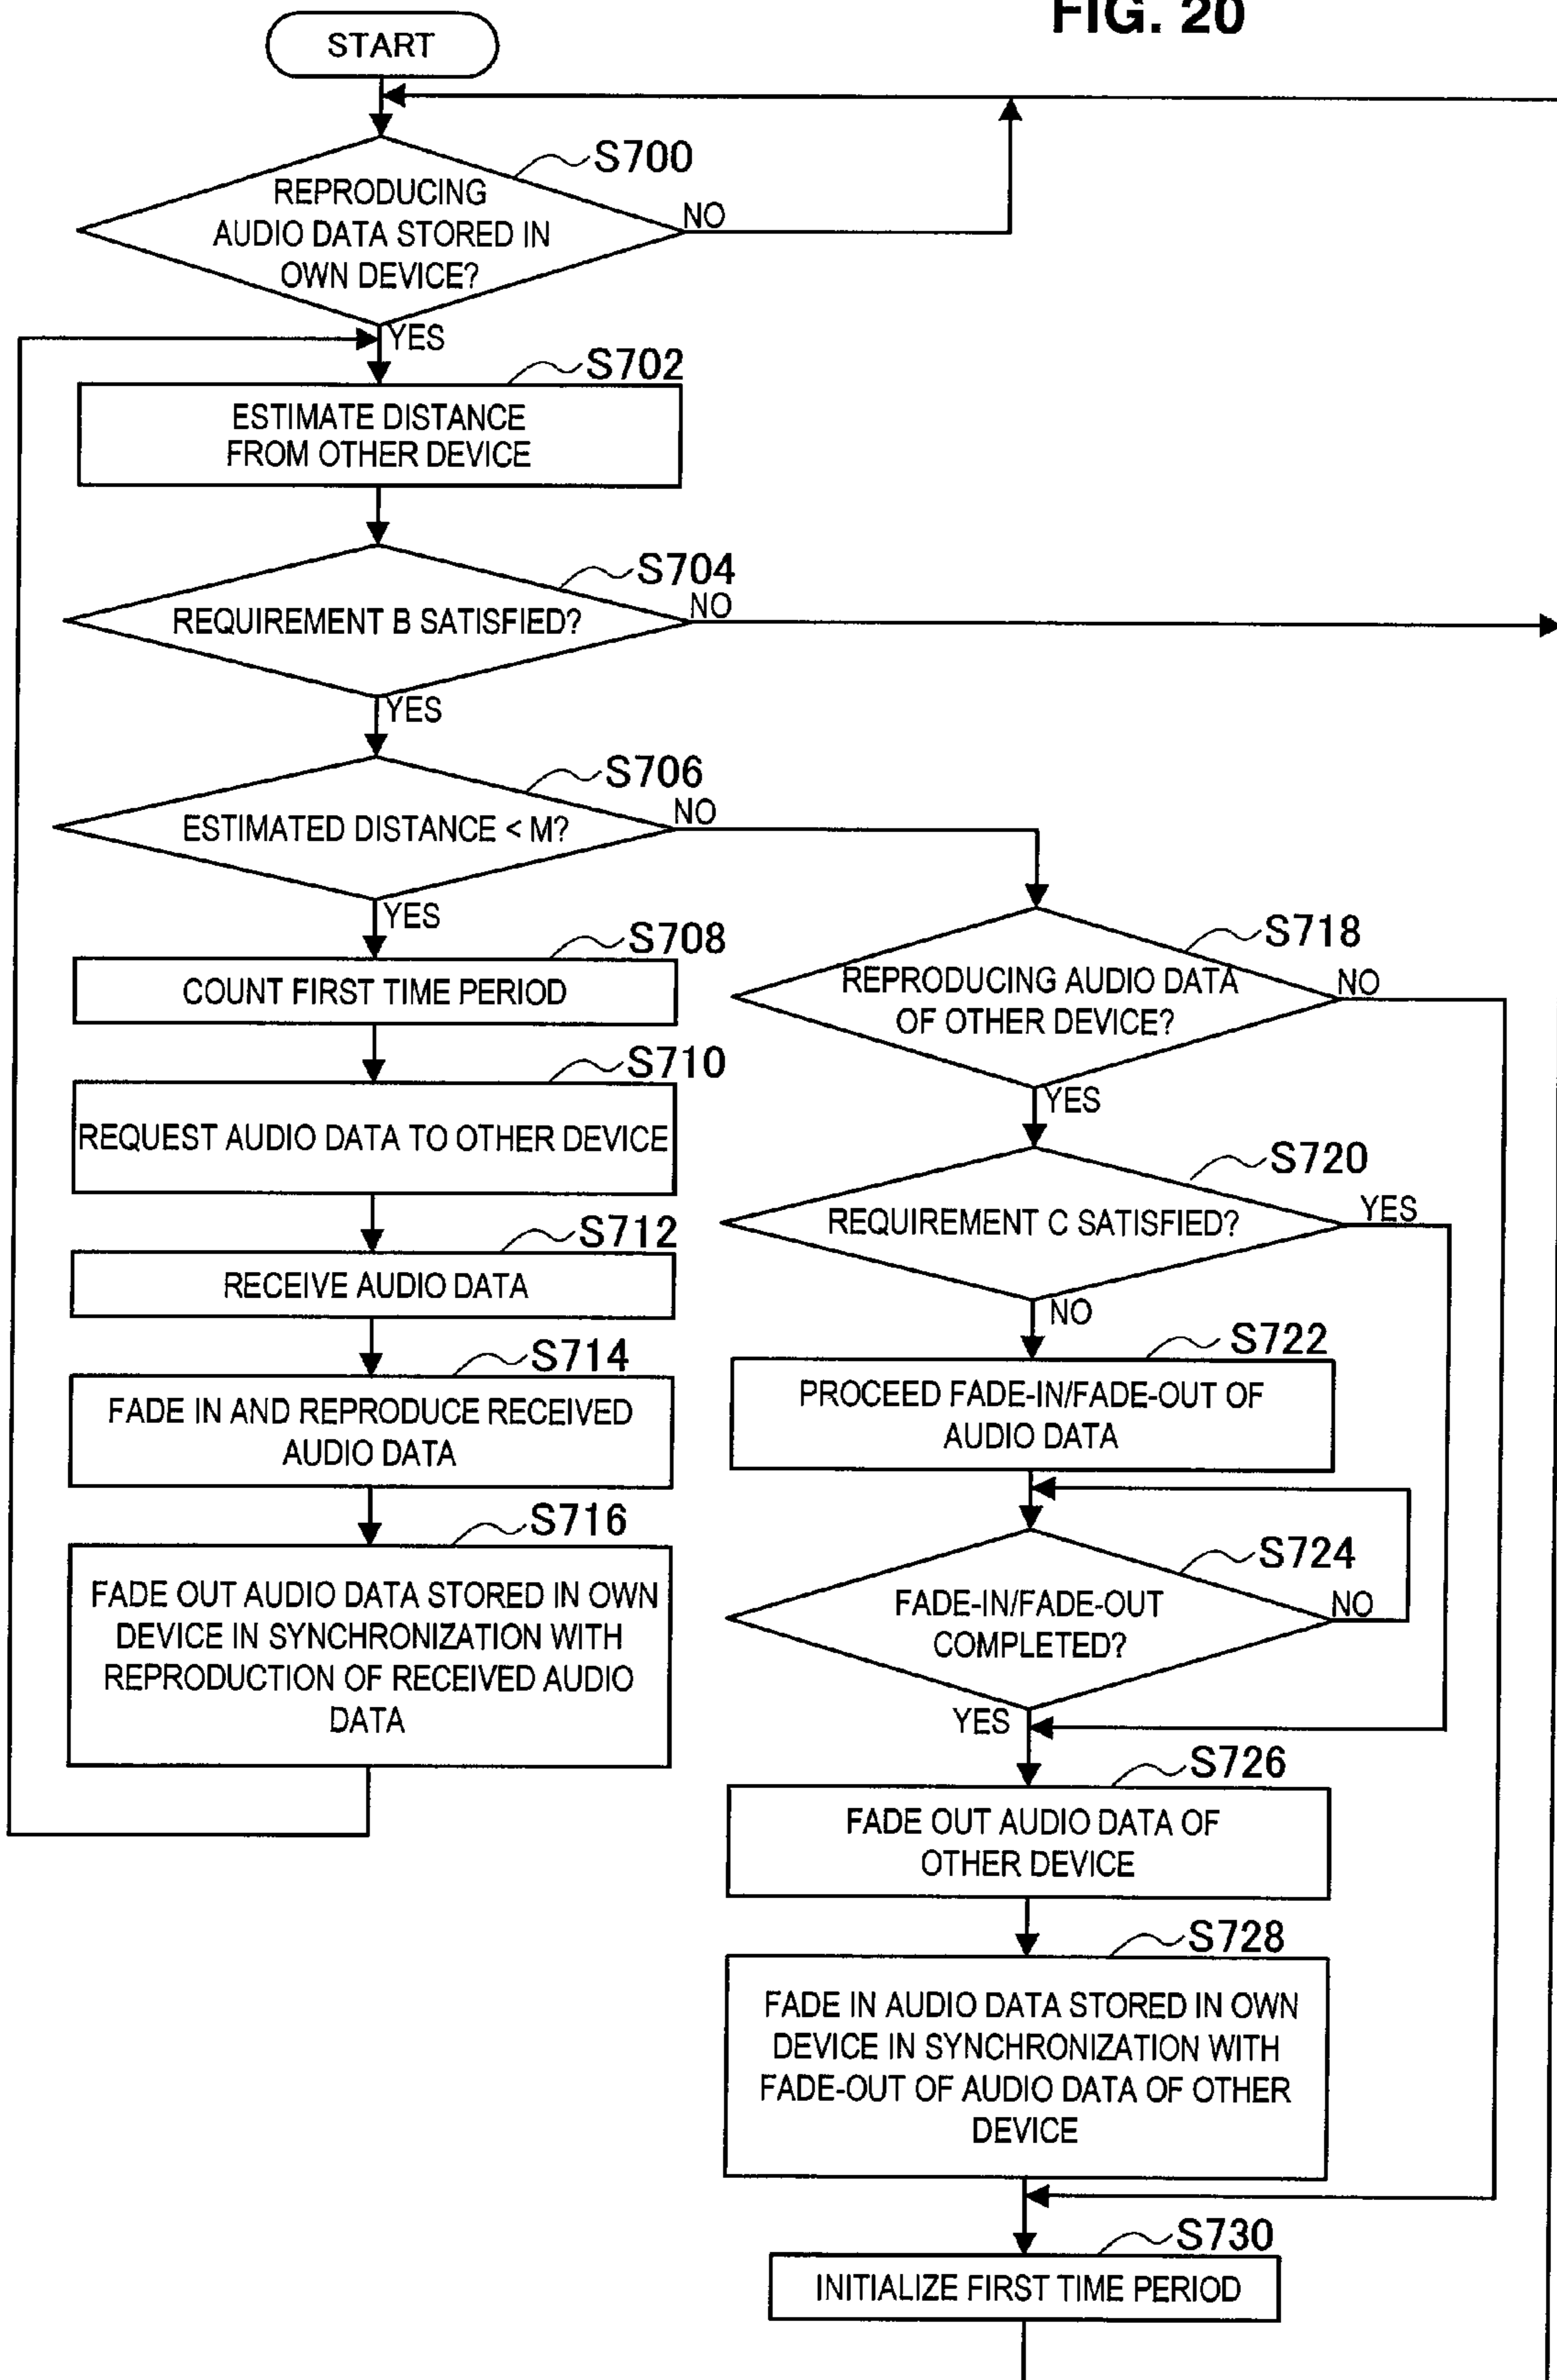 FIG. 20
START
S700
REPRODUCING
AUDIO DATA STORED IN
OWN DEVICE?
NO
YES
S702
ESTIMATE DISTANCE
FROM OTHER DEVICE
S704
REQUIREMENT B SATISFIED?
NO
YES
S706
ESTIMATED DISTANCE < M?
NO
YES
S708
COUNT FIRST TIME PERIOD
S710
REQUEST AUDIO DATA TO OTHER DEVICE
S712
RECEIVE AUDIO DATA
S714
FADE IN AND REPRODUCE RECEIVED
AUDIO DATA
S716
FADE OUT AUDIO DATA STORED IN OWN
DEVICE IN SYNCHRONIZATION WITH
REPRODUCTION OF RECEIVED AUDIO
DATA
S718
REPRODUCING AUDIO DATA
OF OTHER DEVICE?
NO
YES
S720
REQUIREMENT C SATISFIED?
YES
NO
S722
PROCEED FADE-IN/FADE-OUT OF
AUDIO DATA
S724
FADE-IN/FADE-OUT
COMPLETED?
NO
YES
S726
FADE OUT AUDIO DATA OF
OTHER DEVICE
S728
FADE IN AUDIO DATA STORED IN OWN
DEVICE IN SYNCHRONIZATION WITH
FADE-OUT OF AUDIO DATA OF OTHER
DEVICE
S730
INITIALIZE FIRST TIME PERIOD